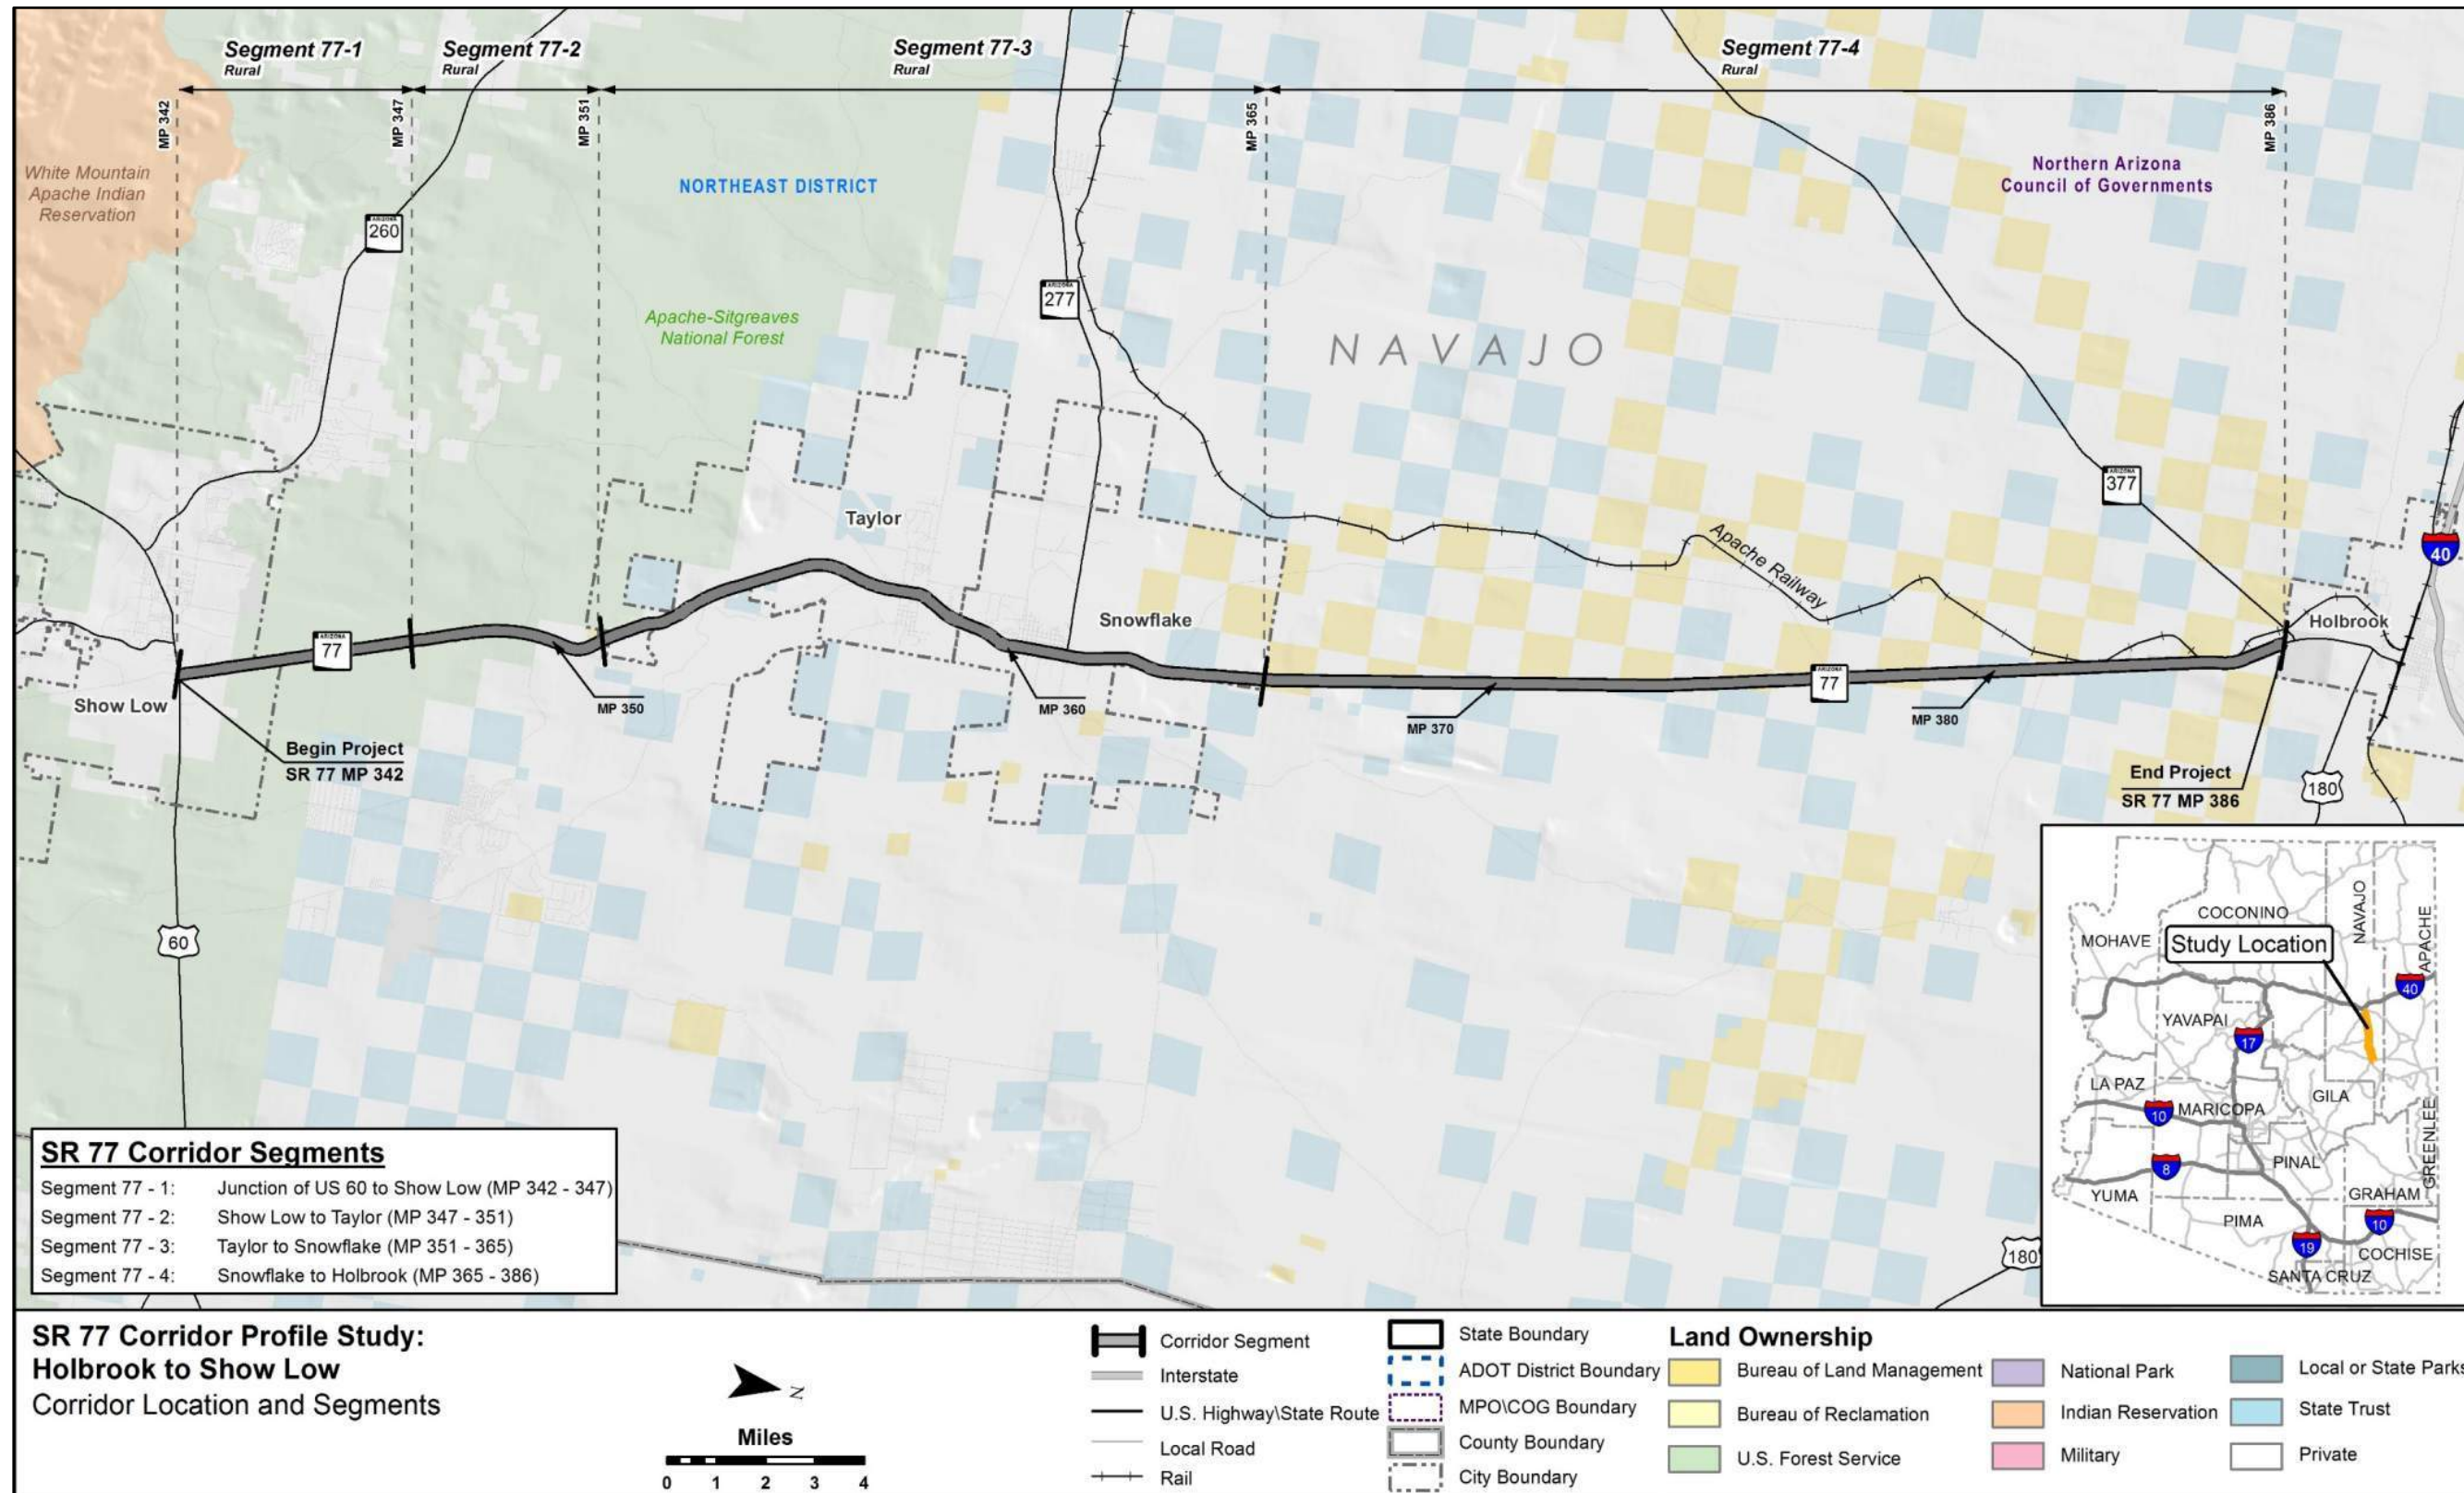 Segment 77-1
Rural
Segment 77-2
Rural
Segment 77-3
Rural
Segment 77-4
Rural
MP 342
MP 347
MP 351
MP 365
MP 386
White Mountain
Apache Indian
Reservation
ARIZONA
260
NORTHEAST DISTRICT
Northern Arizona
Council of Governments
Apache-Sitgreaves
National Forest
ARIZONA
277
NAVAJO
ARIZONA
377
Taylor
Apache Railway
40
Snowflake
Holbrook
ARIZONA
77
Show Low
MP 350
MP 360
MP 370
ARIZONA
77
MP 380
Begin Project
SR 77 MP 342
End Project
SR 77 MP 386
180
60
180
COCONINO
NAVAJO
APACHE
MOHAVE
Study Location
40
YAVAPAI
17
LA PAZ
GILA
10
MARICOPA
GREENLEE
8
PINAL
YUMA
GRAHAM
PIMA
10
19
COCHISE
SANTA CRUZ
SR 77 Corridor Segments
Segment 77 - 1: Junction of US 60 to Show Low (MP 342 - 347)
Segment 77 - 2: Show Low to Taylor (MP 347 - 351)
Segment 77 - 3: Taylor to Snowflake (MP 351 - 365)
Segment 77 - 4: Snowflake to Holbrook (MP 365 - 386)
SR 77 Corridor Profile Study:
Holbrook to Show Low
Corridor Location and Segments
N
Miles
0 1 2 3 4
Corridor Segment
Interstate
U.S. Highway\State Route
Local Road
Rail
State Boundary
ADOT District Boundary
MPO\COG Boundary
County Boundary
City Boundary
Land Ownership
Bureau of Land Management
Bureau of Reclamation
U.S. Forest Service
National Park
Indian Reservation
Military
Local or State Parks
State Trust
Private